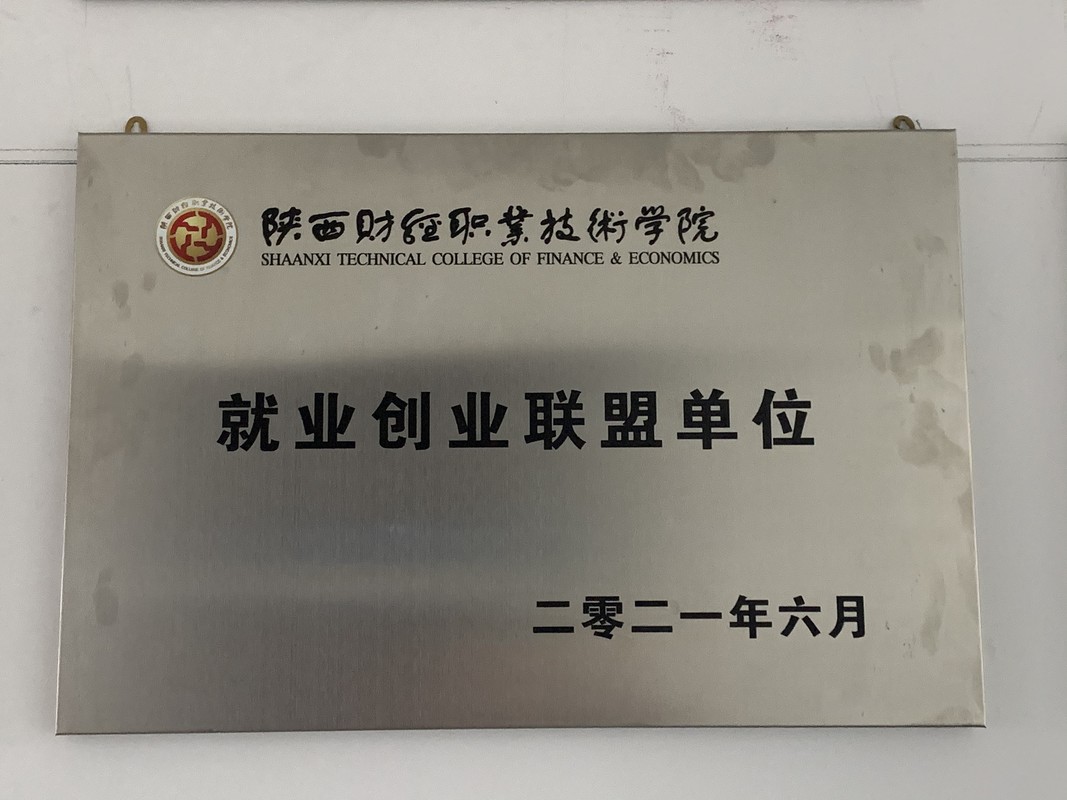 陕西财经职业技術学院
SHAANXI TECHNICAL COLLEGE OF FINANCE & ECONOMICS
就业创业联盟单位
二零二一年六月